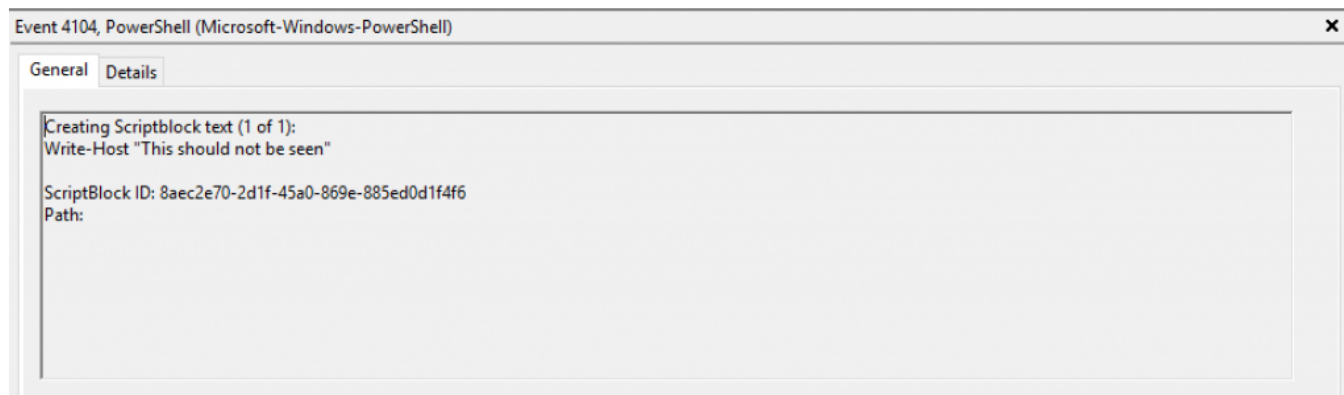 Event 4104, PowerShell (Microsoft-Windows-PowerShell)
General Details
Creating Scriptblock text (1 of 1):
Write-Host "This should not be seen"
ScriptBlock ID: 8aec2e70-2d1f-45a0-869e-885ed0d1f4f6
Path: